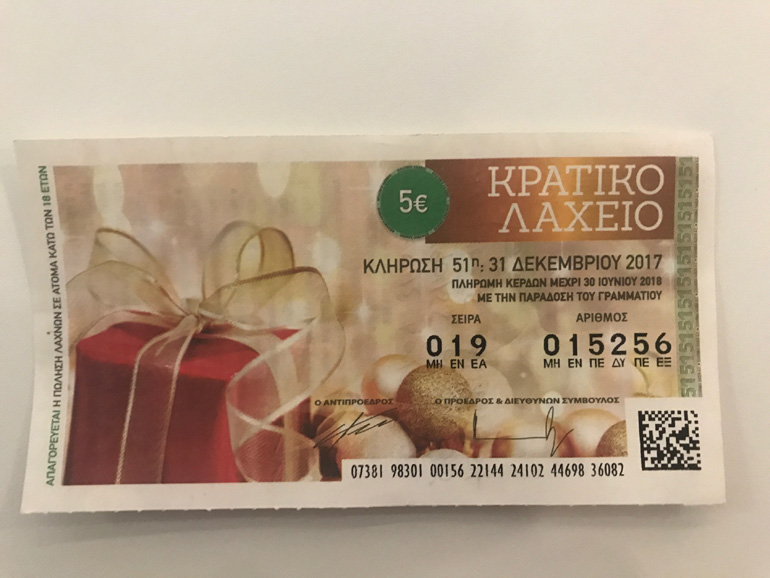 ΑΠΑΓΟΡΕΥΕΤΑΙ Η ΠΩΛΗΣΗ ΛΑΧΝΩΝ ΣΕ ΑΤΟΜΑ ΚΑΤΩ ΤΩΝ 18 ΕΤΩΝ
5€
ΚΡΑΤΙΚΟ
ΛΑΧΕΙΟ
ΚΛΗΡΩΣΗ 51η: 31 ΔΕΚΕΜΒΡΙΟΥ 2017
ΠΛΗΡΩΜΗ ΚΕΡΔΩΝ ΜΕΧΡΙ 30 ΙΟΥΝΙΟΥ 2018
ΜΕ ΤΗΝ ΠΑΡΑΔΟΣΗ ΤΟΥ ΓΡΑΜΜΑΤΙΟΥ
ΣΕΙΡΑ ΑΡΙΘΜΟΣ
019 015256
ΜΗ ΕΝ ΕΑ ΜΗ ΕΝ ΠΕ ΔΥ ΠΕ ΕΞ
Ο ΑΝΤΙΠΡΟΕΔΡΟΣ Ο ΠΡΟΕΔΡΟΣ & ΔΙΕΥΘΥΝΩΝ ΣΥΜΒΟΥΛΟΣ
07381 98301 00156 22144 24102 44698 36082